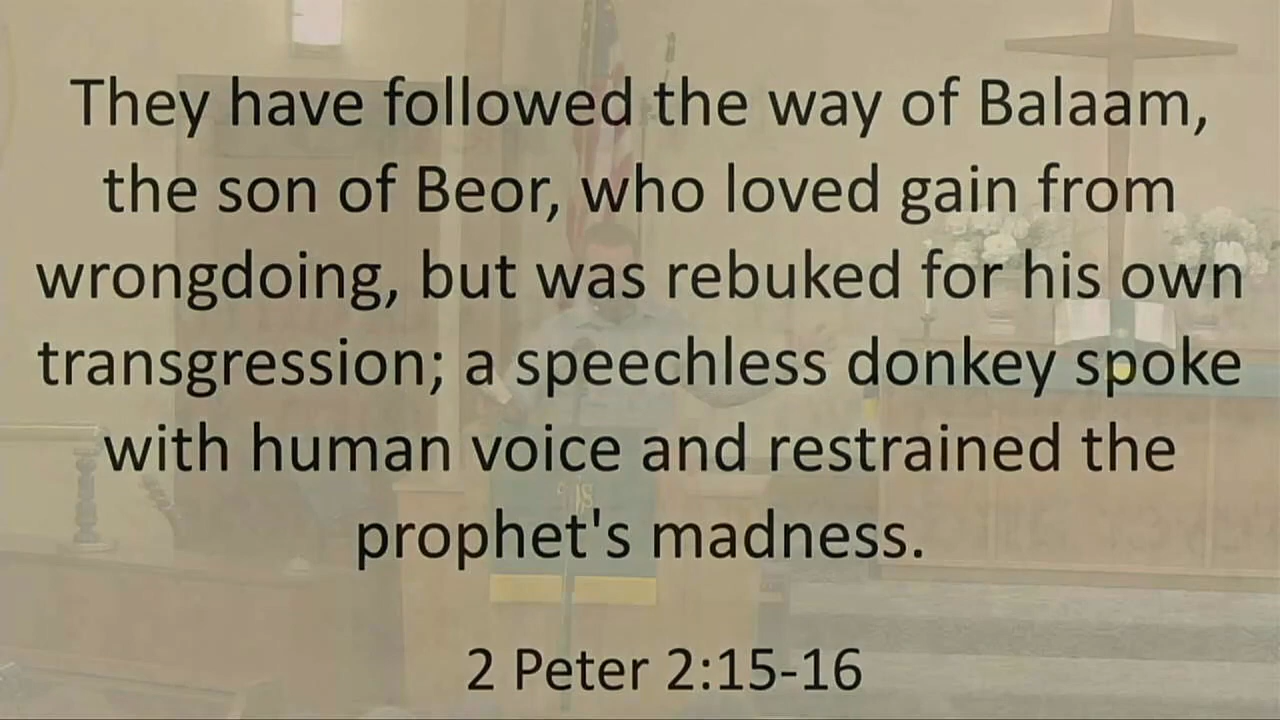 They have followed the way of Balaam,
the son of Beor, who loved gain from
wrongdoing, but was rebuked for his own
transgression; a speechless donkey spoke
with human voice and restrained the
prophet's madness.
2 Peter 2:15-16